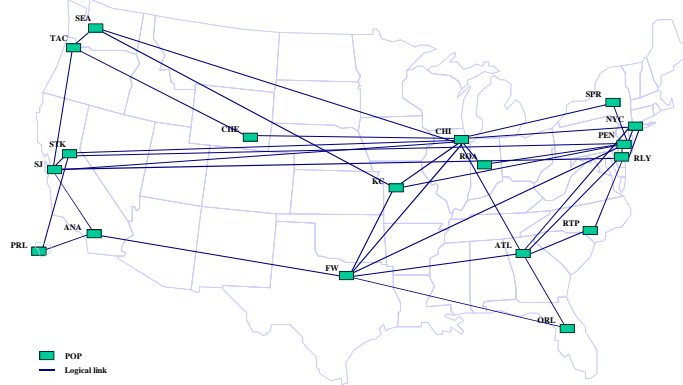 SEA
TAC
SPR
NYC
CHE
CHI
PEN
STK
ROA
RLY
SJ
KC
ANA
RTP
PRL
ATL
FW
ORL
POP
Logical link